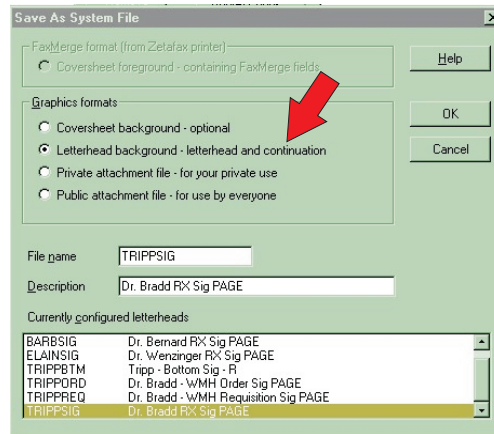 Save As System File
FaxMerge format (from Zetafax printer)
Coversheet foreground - containing FaxMerge fields
Help
Graphics formats
OK
Coversheet background - optional
Letterhead background - letterhead and continuation
Cancel
Private attachment file - for your private use
Public attachment file - for use by everyone
File name TRIPPSIG
Description Dr. Bradd RX Sig PAGE
Currently configured letterheads
BARBSIG Dr. Bernard RX Sig PAGE
ELAINSIG Dr. Wenzinger RX Sig PAGE
TRIPPBTM Tripp - Bottom Sig - R
TRIPPORD Dr. Bradd - WMH Order Sig PAGE
TRIPPREQ Dr. Bradd - WMH Requisition Sig PAGE
TRIPPSIG Dr. Bradd RX Sig PAGE